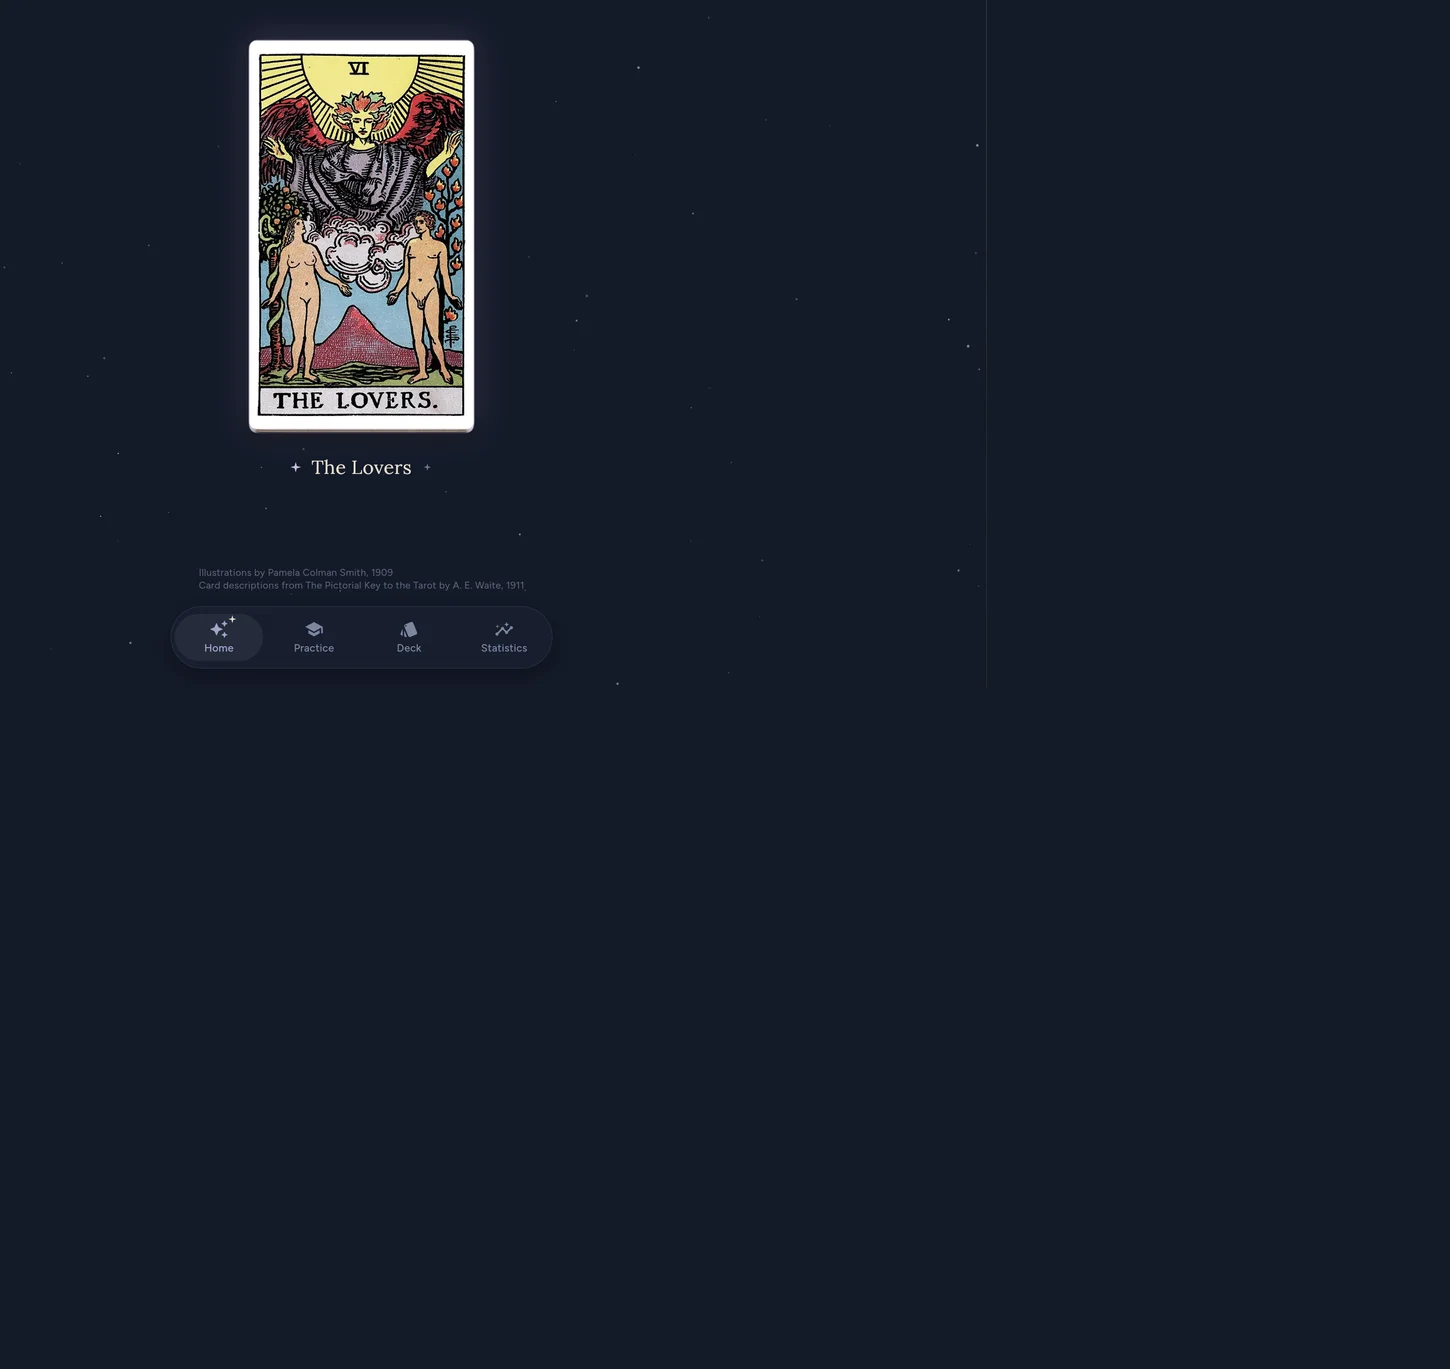 VI
THE LOVERS.
The Lovers
Illustrations by Pamela Colman Smith, 1909
Card descriptions from The Pictorial Key to the Tarot by A. E. Waite, 1911
Home
Practice
Deck
Statistics